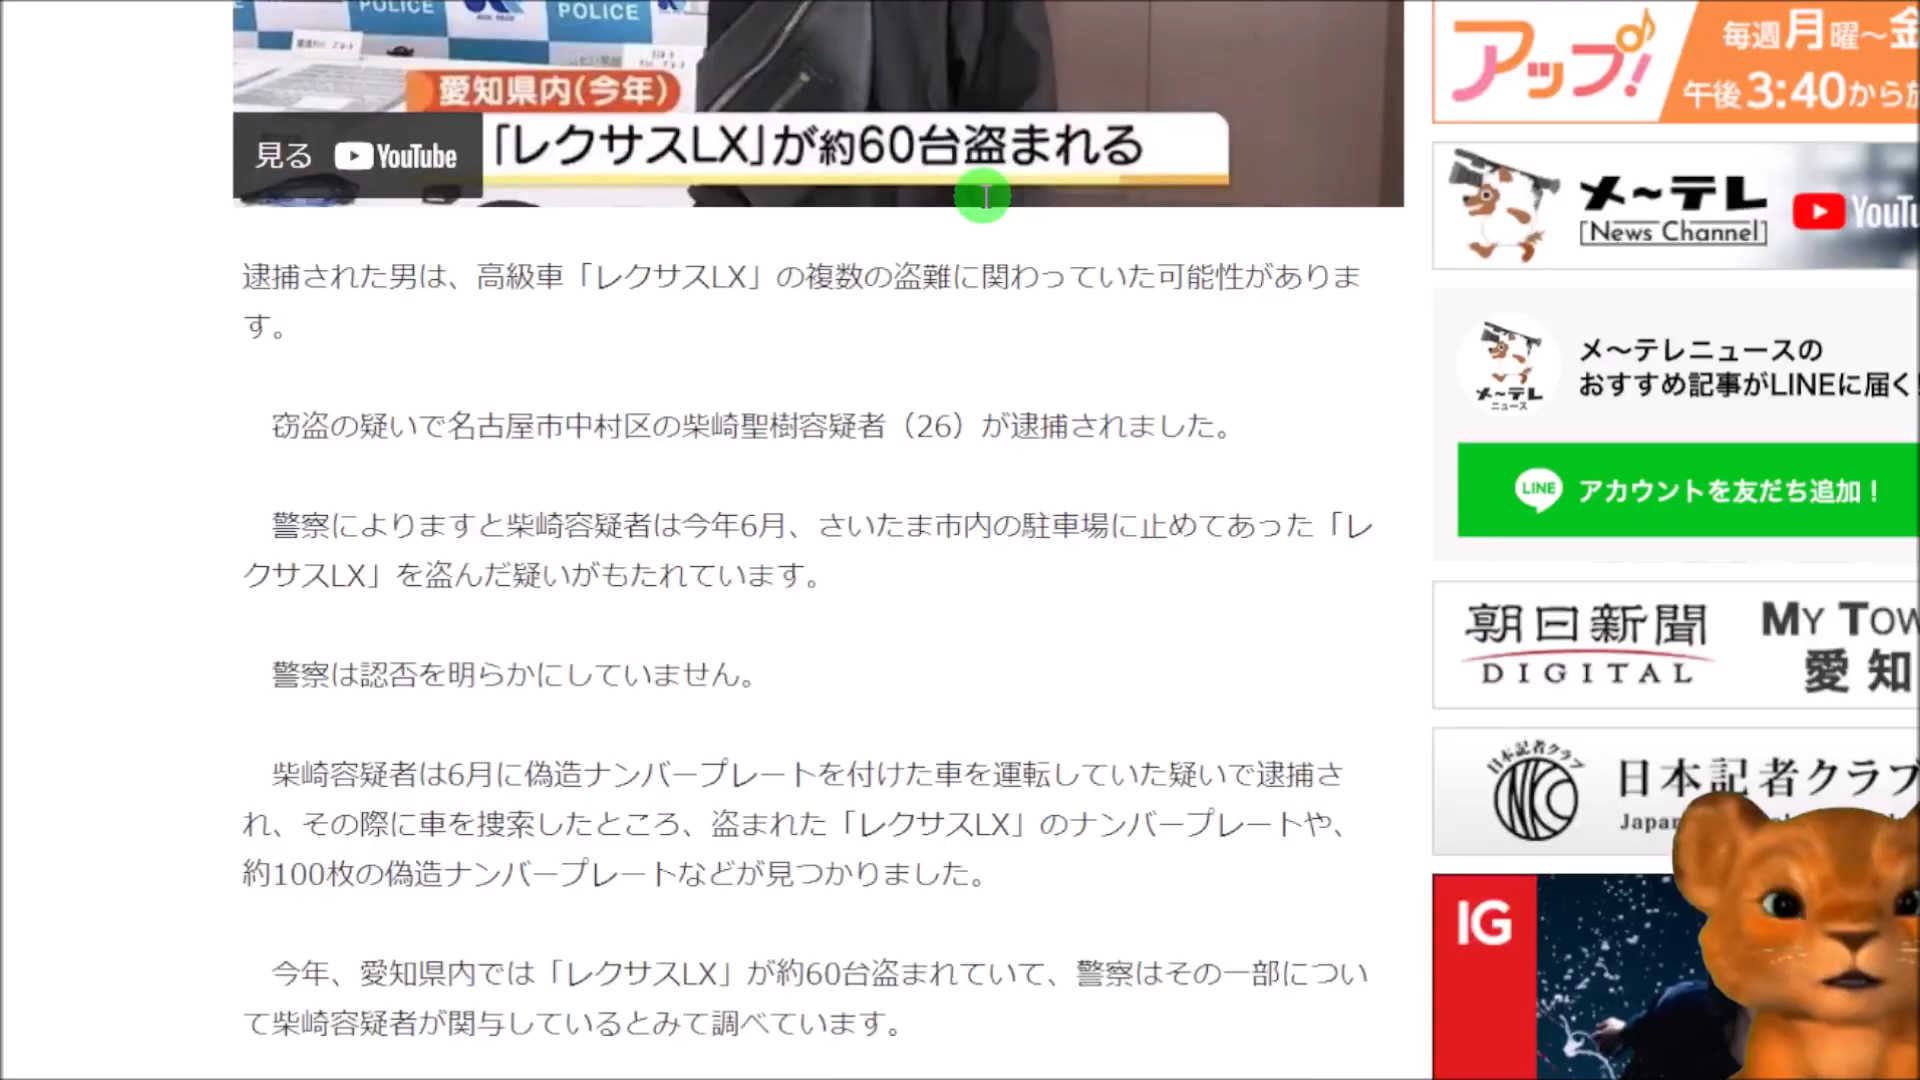 POLICE
POLICE
愛知県内(今年)
「レクサスLX」が約60台盗まれる
見る YouTube
逮捕された男は、高級車「レクサスLX」の複数の盗難に関わっていた可能性がありま
す。
窃盗の疑いで名古屋市中村区の柴崎聖樹容疑者（26）が逮捕されました。
警察によりますと柴崎容疑者は今年6月、さいたま市内の駐車場に止めてあった「レ
クサスLX」を盗んだ疑いがもたれています。
警察は認否を明らかにしていません。
柴崎容疑者は6月に偽造ナンバープレートを付けた車を運転していた疑いで逮捕さ
れ、その際に車を捜索したところ、盗まれた「レクサスLX」のナンバープレートや、
約100枚の偽造ナンバープレートなどが見つかりました。
今年、愛知県内では「レクサスLX」が約60台盗まれていて、警察はその一部につい
て柴崎容疑者が関与しているとみて調べています。
アップ!
毎週月曜～金
午後3:40から放
メ～テレ
[News Channel]
YouTu
メ～テレ
ニュース
メ～テレニュースの
おすすめ記事がLINEに届く!
LINE アカウントを友だち追加！
朝日新聞
DIGITAL
MY TOW
愛知
日本記者クラブ
日本記者クラブ
Japan
IG